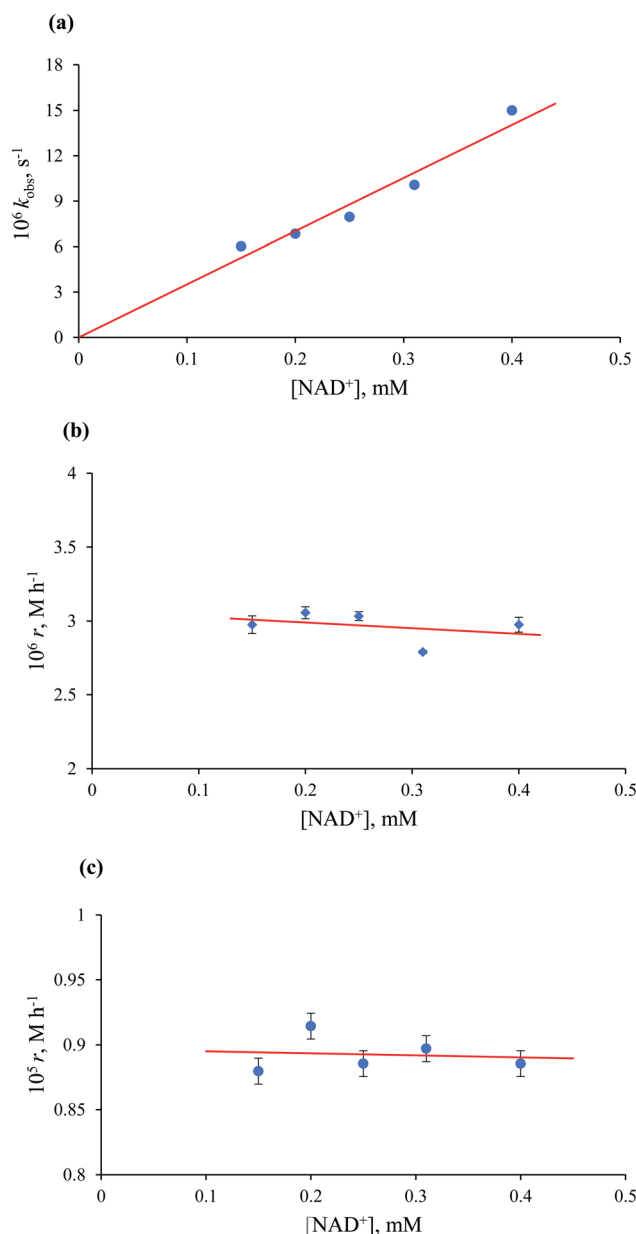 (a)
18
15
12
9
6
3
0
10⁶ k_obs, s⁻¹
0 0.1 0.2 0.3 0.4 0.5
[NAD⁺], mM
(b)
4
3.5
3
2.5
2
10⁶ r, M h⁻¹
0 0.1 0.2 0.3 0.4 0.5
[NAD⁺], mM
(c)
1
0.95
0.9
0.85
0.8
10⁵ r, M h⁻¹
0 0.1 0.2 0.3 0.4 0.5
[NAD⁺], mM